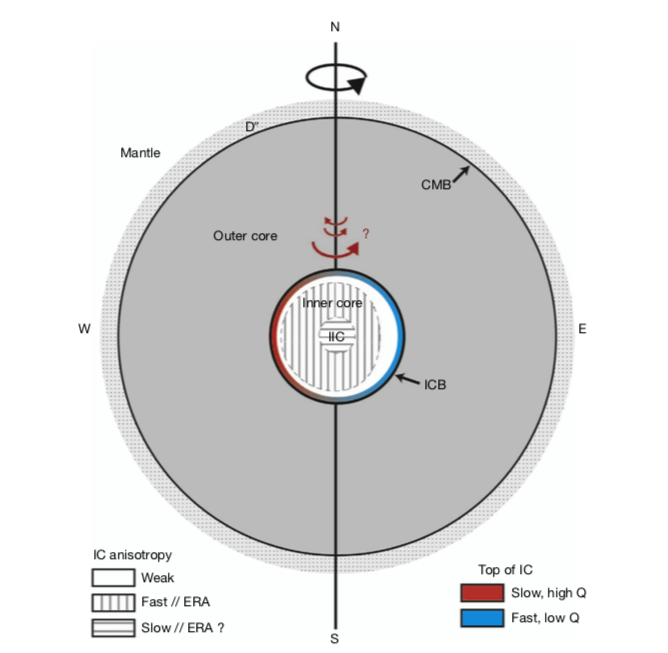 N
D"
Mantle
CMB
Outer core
?
Inner core
W
IIC
E
ICB
IC anisotropy
Weak
Fast // ERA
Slow // ERA ?
Top of IC
Slow, high Q
Fast, low Q
S